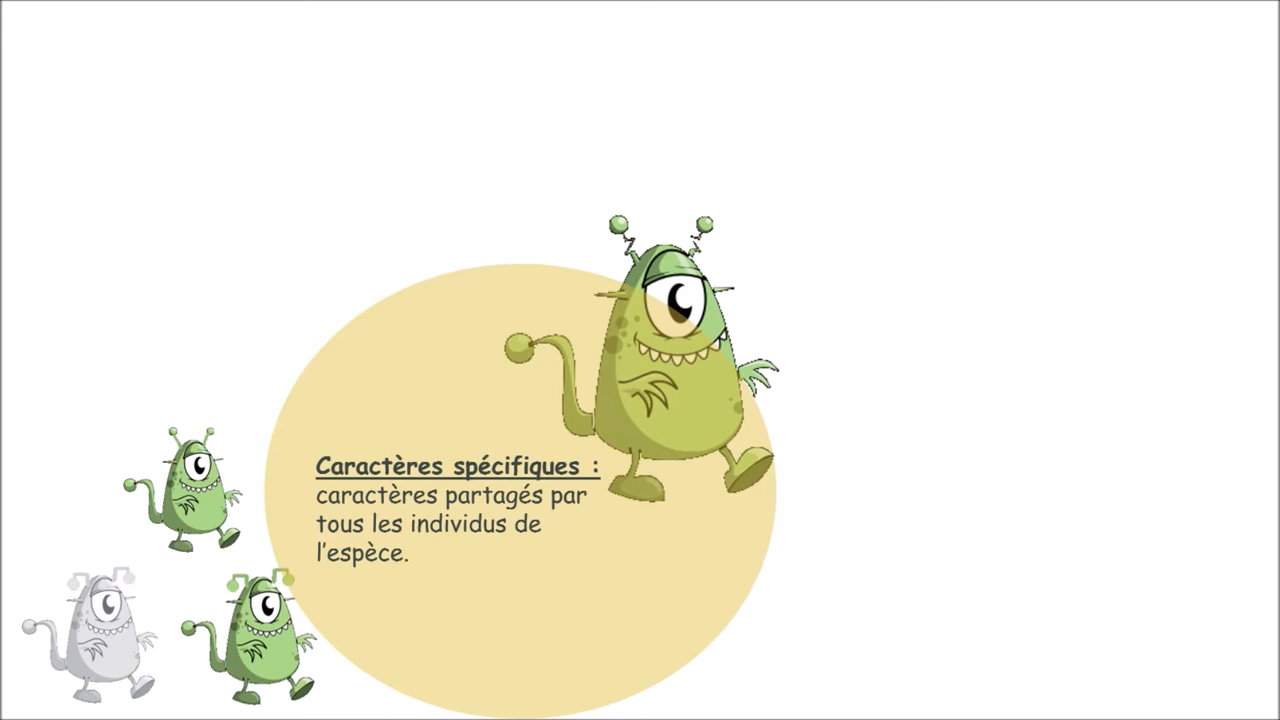 Caractères spécifiques :
caractères partagés par
tous les individus de
l'espèce.